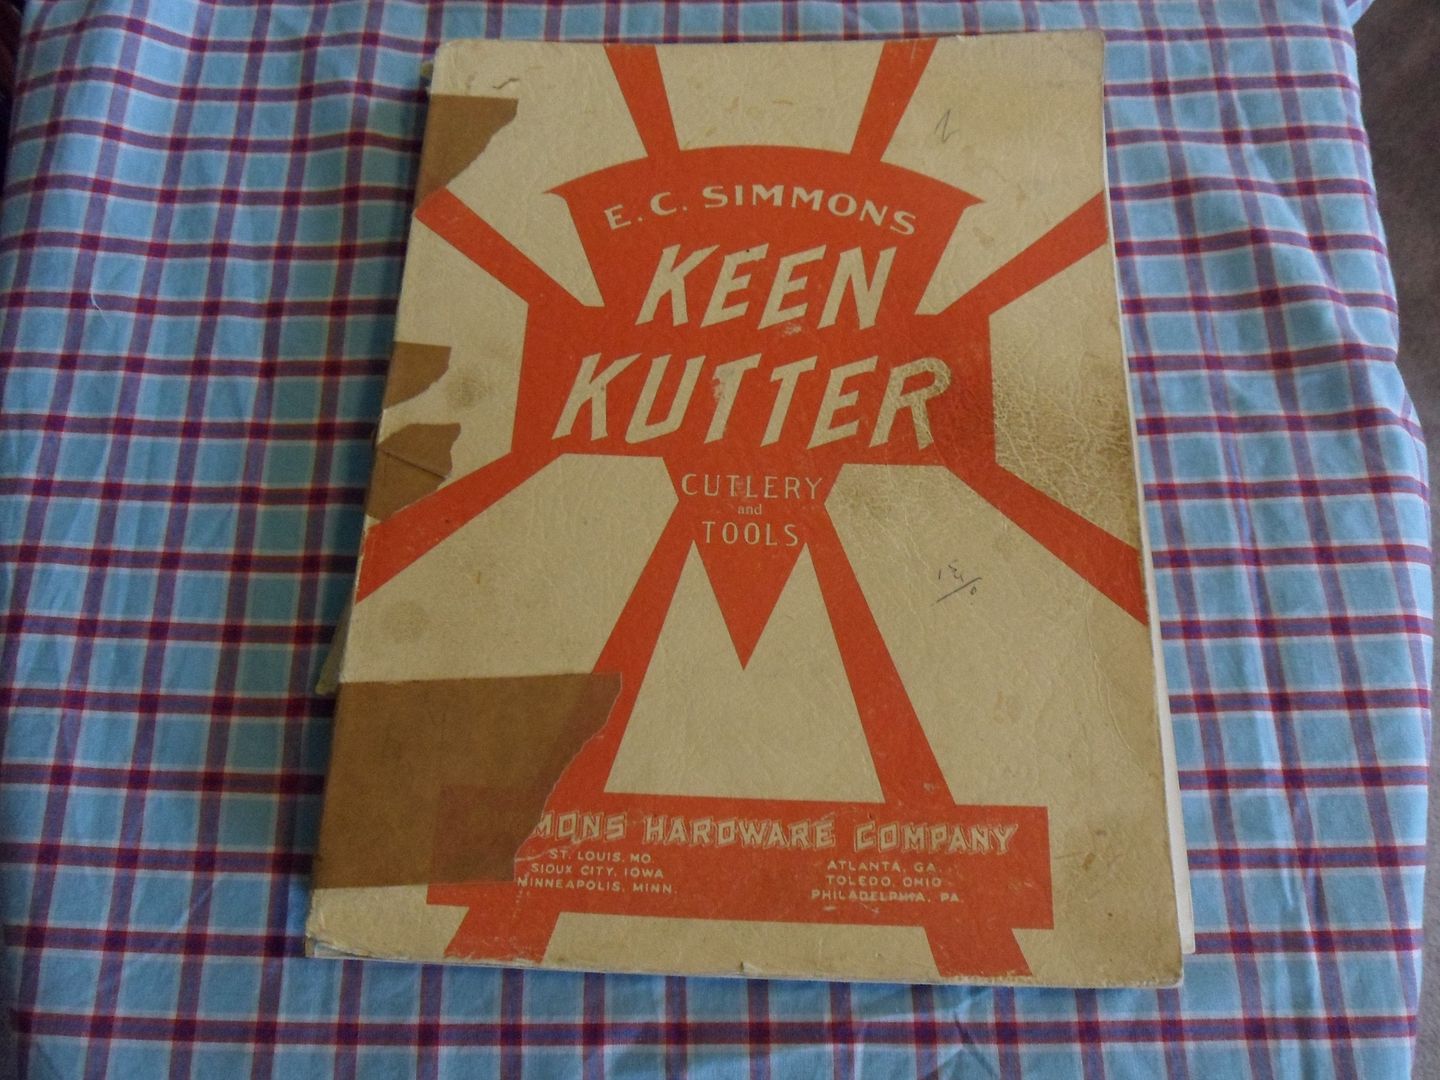 E. C. SIMMONS
KEEN
KUTTER
CUTLERY
and
TOOLS
MONS HARDWARE COMPANY
ST. LOUIS, MO.
SIOUX CITY, IOWA
MINNEAPOLIS, MINN.
ATLANTA, GA.
TOLEDO, OHIO
PHILADELPHIA, PA.